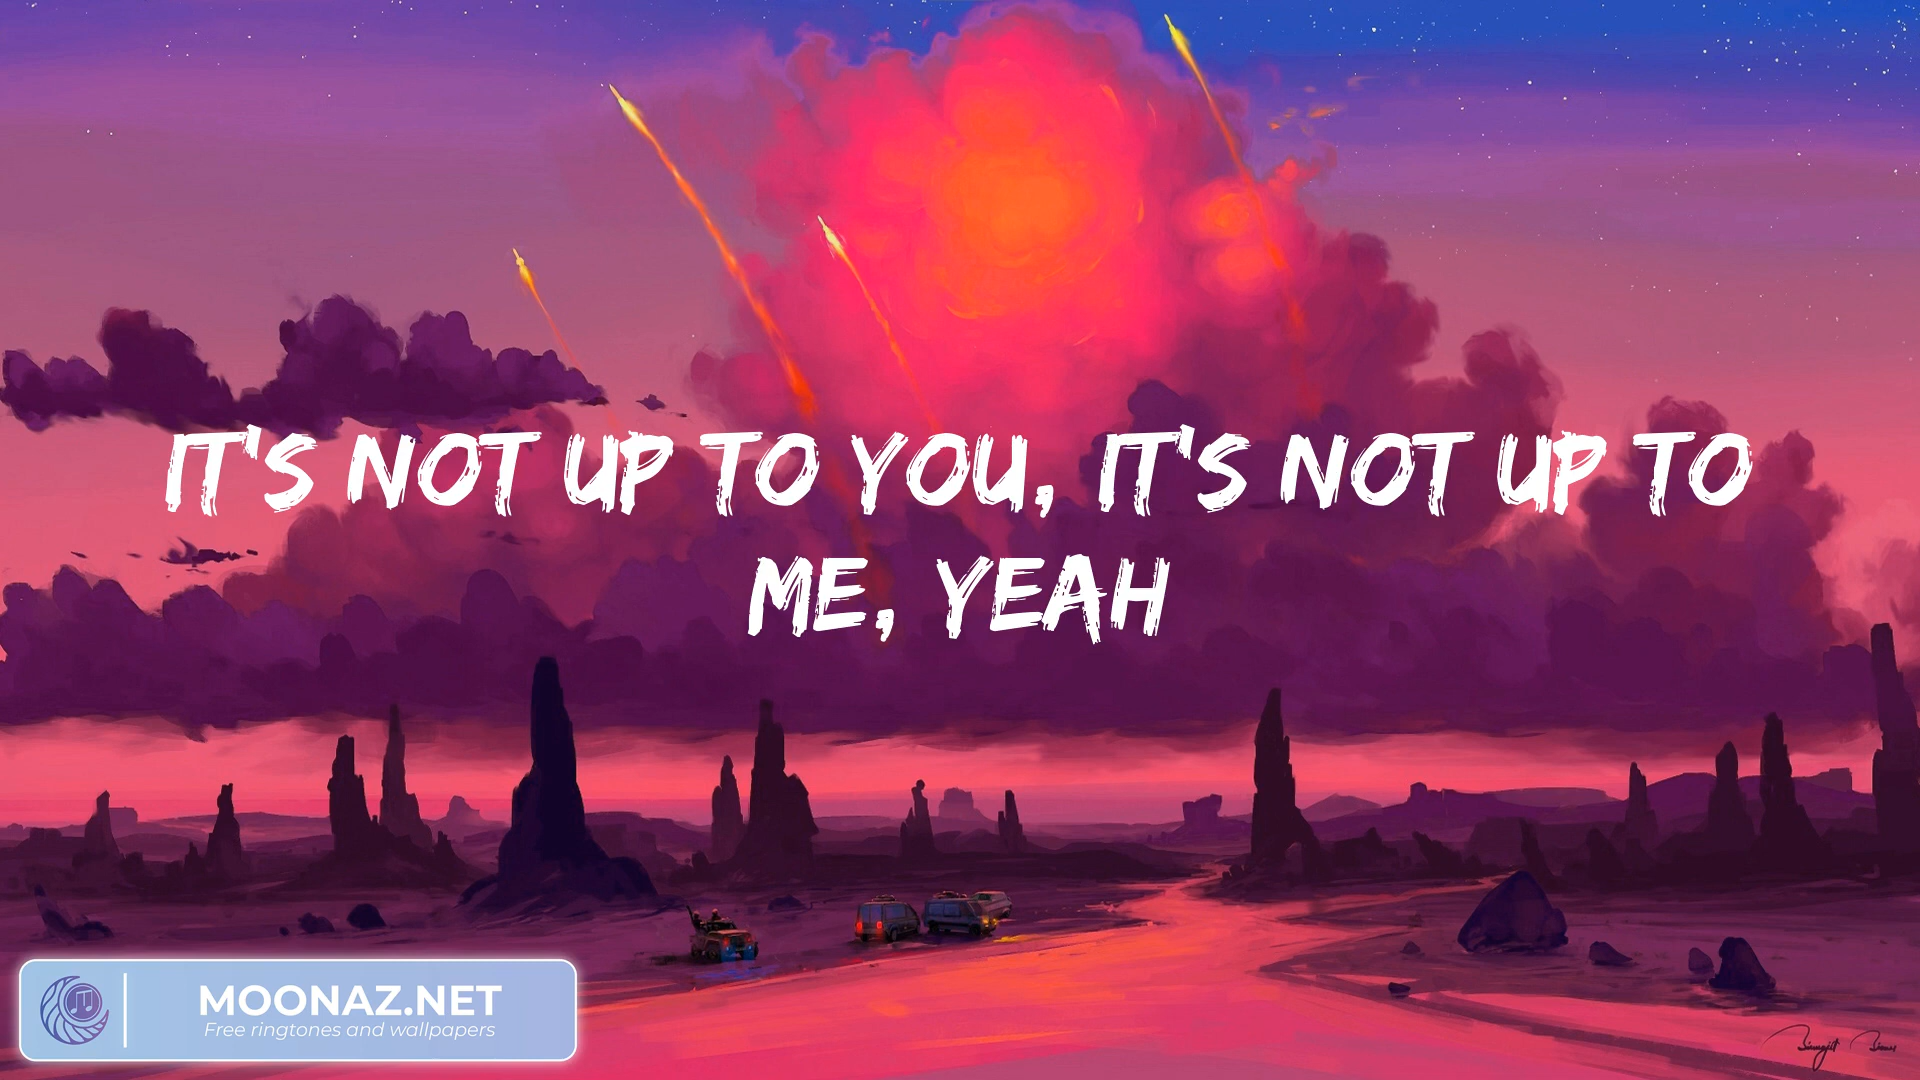 IT'S NOT UP TO YOU, IT'S NOT UP TO
ME, YEAH
MOONAZ.NET
Free ringtones and wallpapers